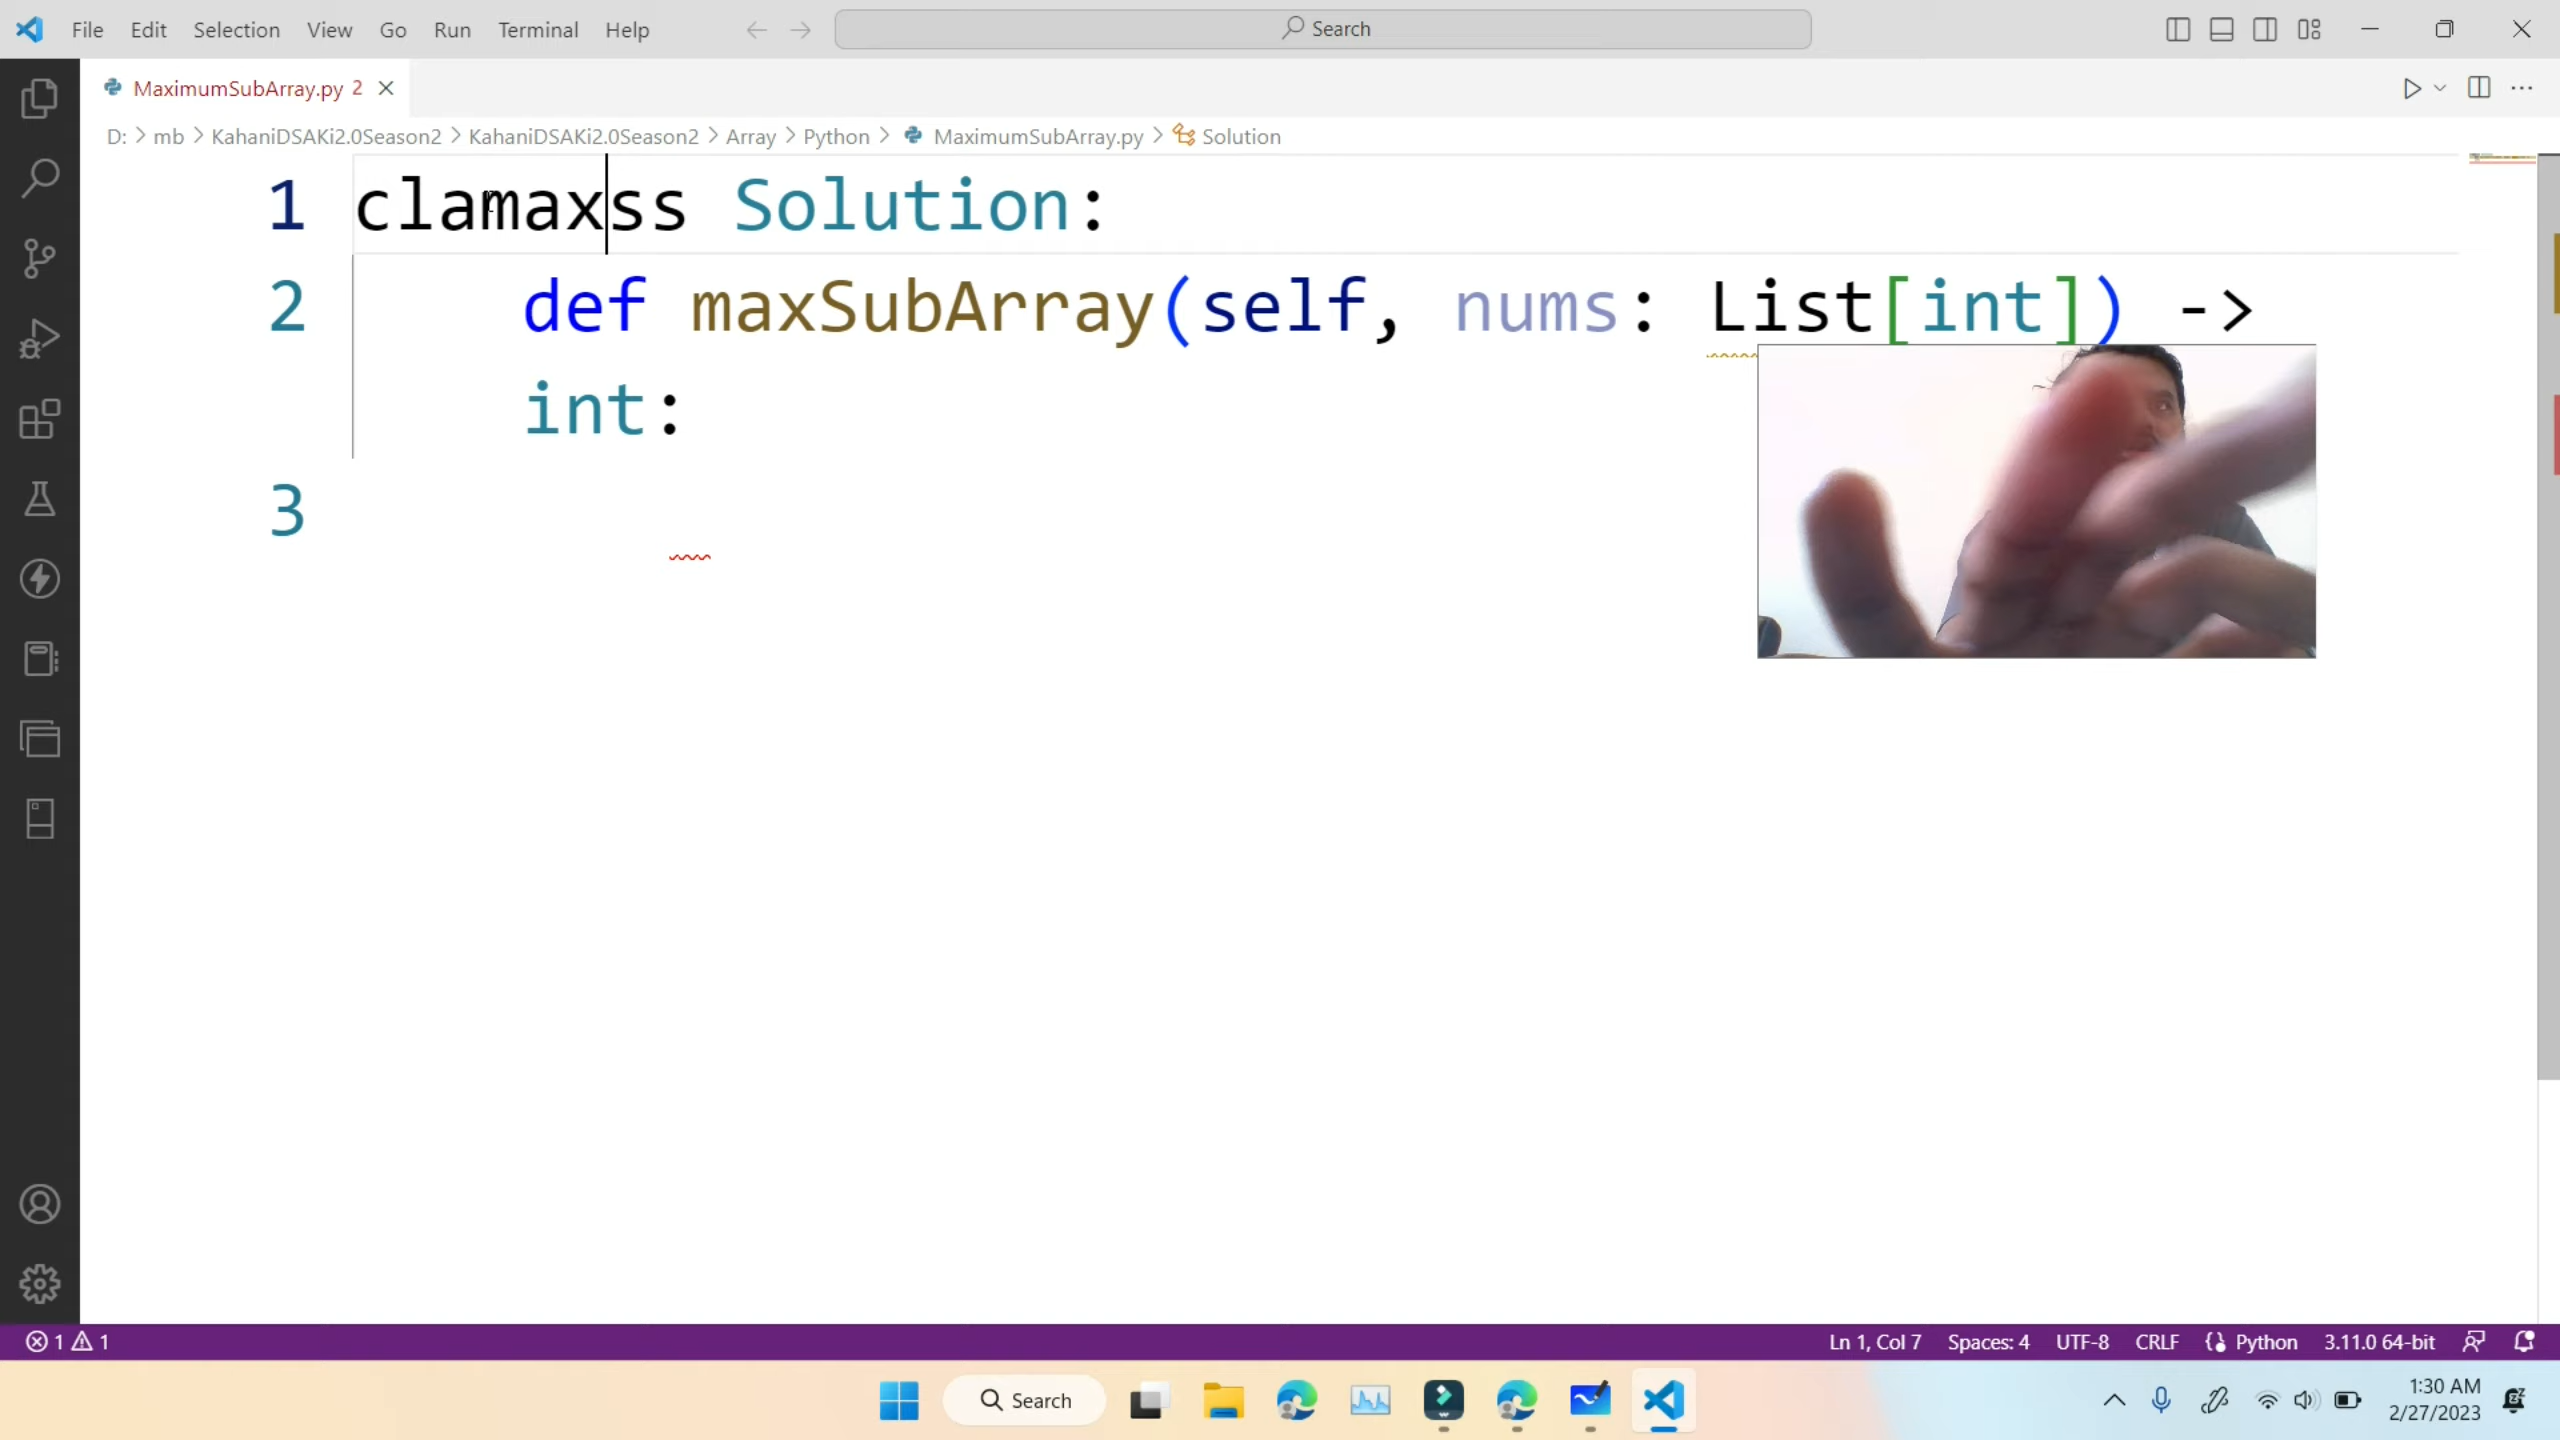 File Edit Selection View Go Run Terminal Help Search
MaximumSubArray.py 2
D: > mb > KahaniDSAKi2.0Season2 > KahaniDSAKi2.0Season2 > Array > Python > MaximumSubArray.py > Solution
1 clamaxss Solution:
2 def maxSubArray(self, nums: List[int]) ->
int:
3
1 1 Ln 1, Col 7 Spaces: 4 UTF-8 CRLF Python 3.11.0 64-bit
Search 1:30 AM
2/27/2023